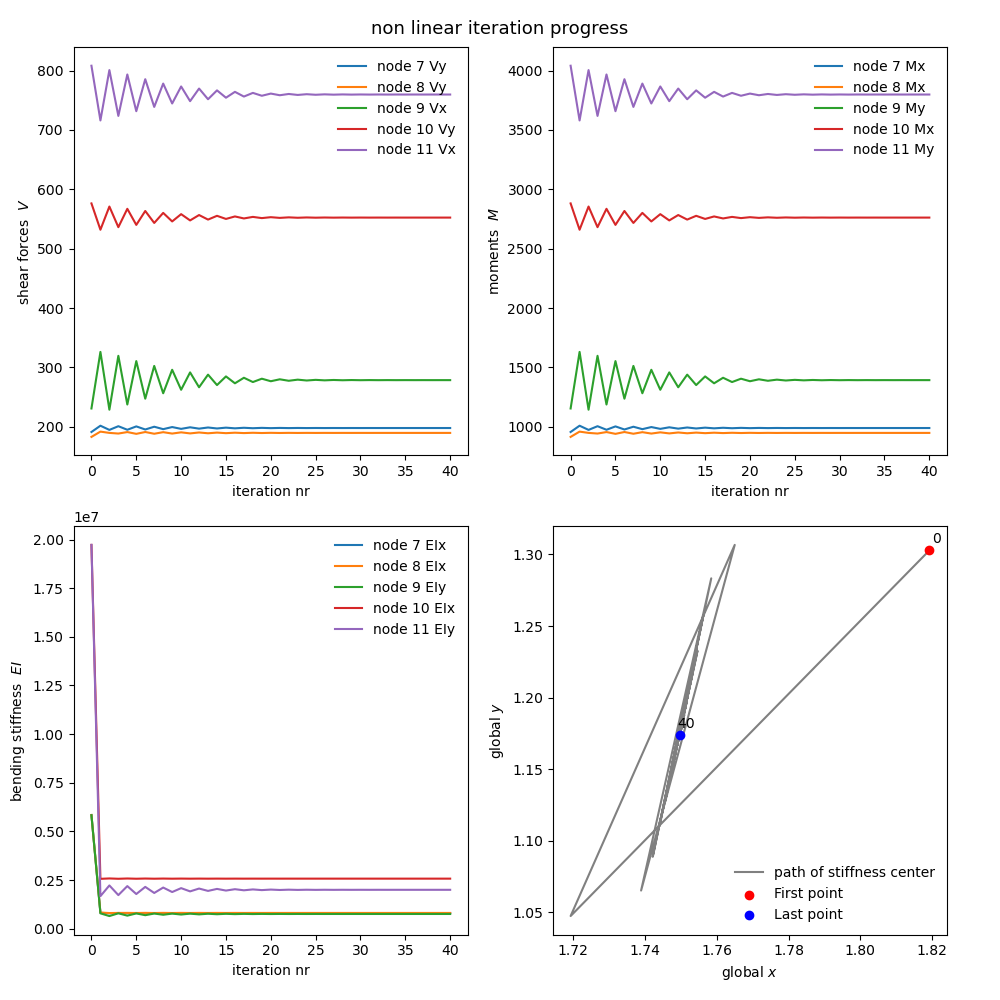 non linear iteration progress
800
700
600
500
400
300
200
shear forces V
0 5 10 15 20 25 30 35 40
iteration nr
node 7 Vy
node 8 Vy
node 9 Vx
node 10 Vy
node 11 Vx
4000
3500
3000
2500
2000
1500
1000
moments M
0 5 10 15 20 25 30 35 40
iteration nr
node 7 Mx
node 8 Mx
node 9 My
node 10 Mx
node 11 My
1e7
2.00
1.75
1.50
1.25
1.00
0.75
0.50
0.25
0.00
bending stiffness EI
0 5 10 15 20 25 30 35 40
iteration nr
node 7 EIx
node 8 EIx
node 9 EIy
node 10 EIx
node 11 EIy
1.30
1.25
1.20
1.15
1.10
1.05
global y
1.72 1.74 1.76 1.78 1.80 1.82
global x
0
40
path of stiffness center
First point
Last point